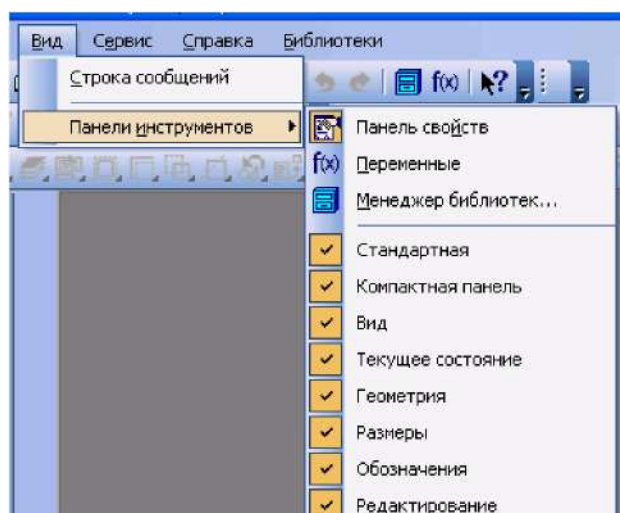 Вид Сервис Справка Библиотеки
Строка сообщений
f(x)
Панели инструментов
Панель свойств
f(x) Переменные
Менеджер библиотек...
Стандартная
Компактная панель
Вид
Текущее состояние
Геометрия
Размеры
Обозначения
Редактирование